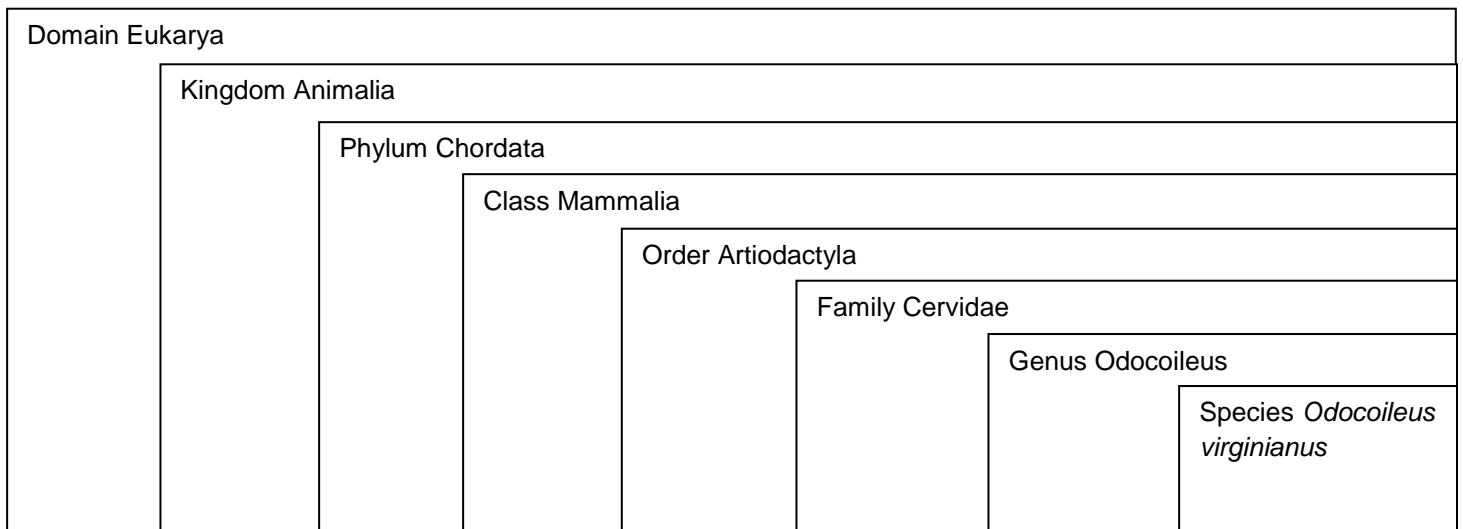 Domain Eukarya
Kingdom Animalia
Phylum Chordata
Class Mammalia
Order Artiodactyla
Family Cervidae
Genus Odocoileus
Species Odocoileus
virginianus